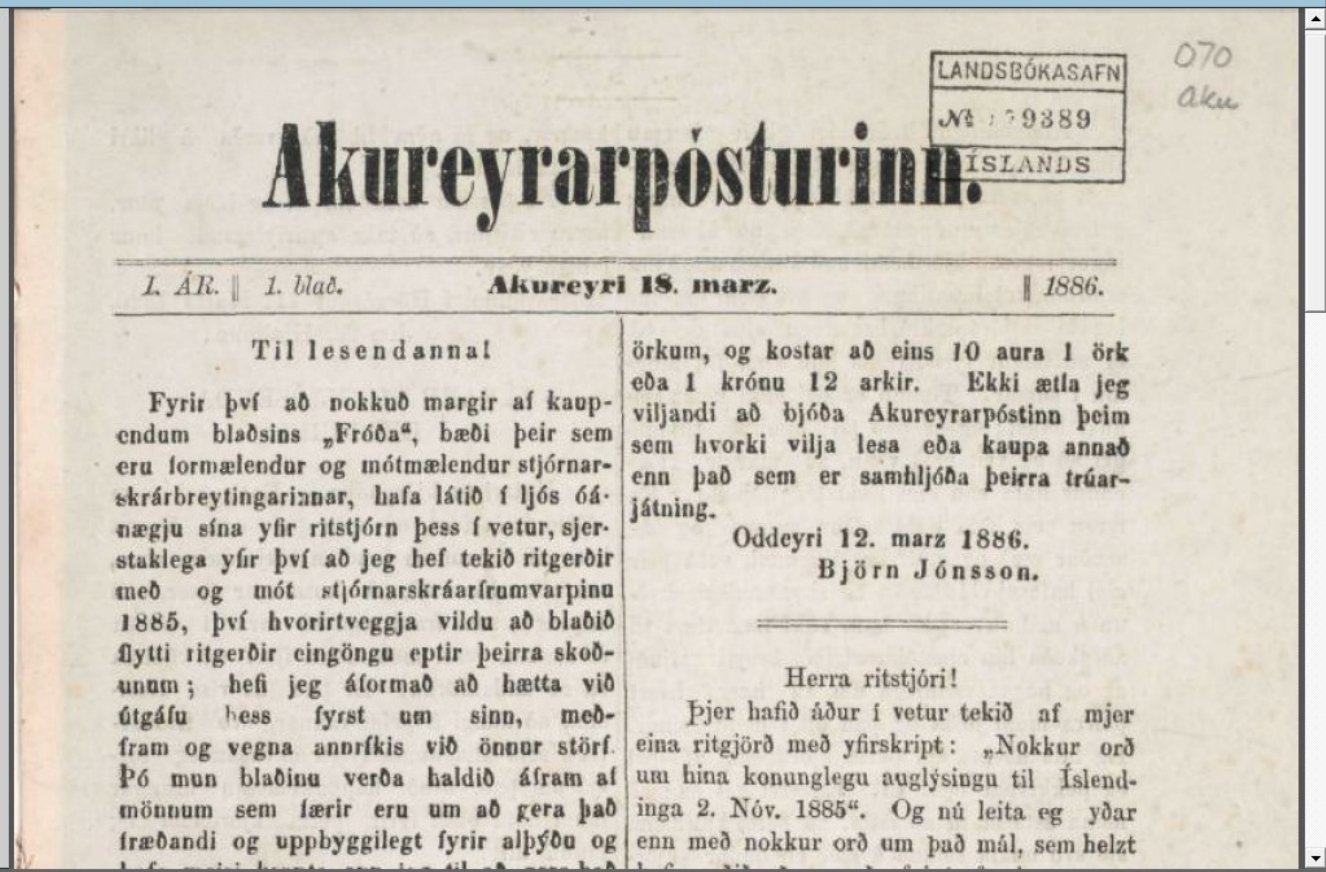 LANDSBÓKASAFN
9389
ÍSLANDS
070
aku
Akureyrarpósturinn.
I. ÁR. || 1. blað.
Akureyri 18. marz.
|| 1886.
Til lesendanna!
Fyrir því að nokkuð margir af kaup-
endum blaðsins „Fróða“, bæði þeir sem
eru formælendur og mótmælendur stjórnar-
skrárbreytingarinnar, hafa látið í ljós óá-
nægju sína yfir ritstjórn þess í vetur, sjer-
staklega yfir því að jeg hef tekið ritgerðir
með og mót stjórnarskráarfrumvarpinu
1885, því hvorirtveggja vildu að blaðið
flytti ritgerðir eingöngu eptir þeirra skoð-
unum; hefi jeg áformað að hætta við
útgáfu þess fyrst um sinn, með-
fram og vegna annríkis við önnur störf.
Þó mun blaðinu verða haldið áfram af
mönnum sem færir eru um að gera það
fræðandi og uppbyggilegt fyrir alþýðu og
örkum, og kostar að eins 10 aura 1 örk
eða 1 krónu 12 arkir. Ekki ætla jeg
viljandi að bjóða Akureyrarpóstinn þeim
sem hvorki vilja lesa eða kaupa annað
enn það sem er samhljóða þeirra trúar-
játning.
Oddeyri 12. marz 1886.
Björn Jónsson.
Herra ritstjóri!
Þjer hafið áður í vetur tekið af mjer
eina ritgjörð með yfirskript: „Nokkur orð
um hina konunglegu auglýsingu til Íslend-
inga 2. Nóv. 1885“. Og nú leita eg yðar
enn með nokkur orð um það mál, sem helzt